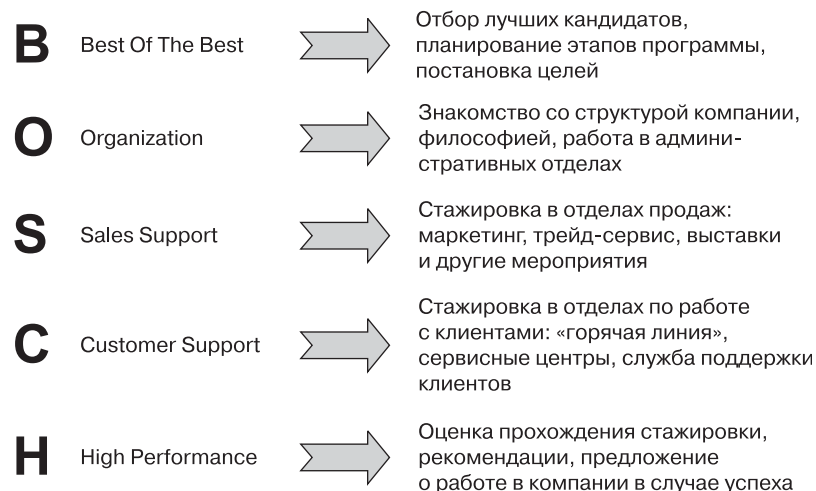 B Best Of The Best Отбор лучших кандидатов,
планирование этапов программы,
постановка целей
O Organization Знакомство со структурой компании,
философией, работа в админи-
стративных отделах
S Sales Support Стажировка в отделах продаж:
маркетинг, трейд-сервис, выставки
и другие мероприятия
C Customer Support Стажировка в отделах по работе
с клиентами: «горячая линия»,
сервисные центры, служба поддержки
клиентов
H High Performance Оценка прохождения стажировки,
рекомендации, предложение
о работе в компании в случае успеха